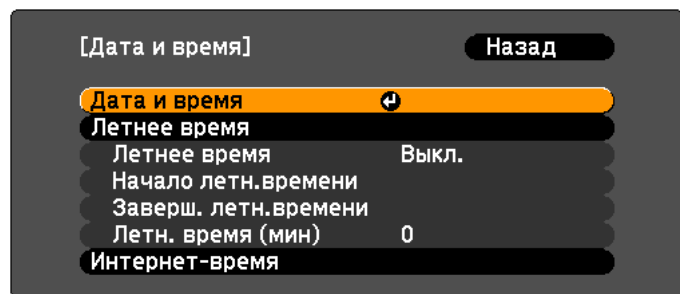 [Дата и время] Назад
Дата и время
Летнее время
Летнее время Выкл.
Начало летн.времени
Заверш. летн.времени
Летн. время (мин) 0
Интернет-время